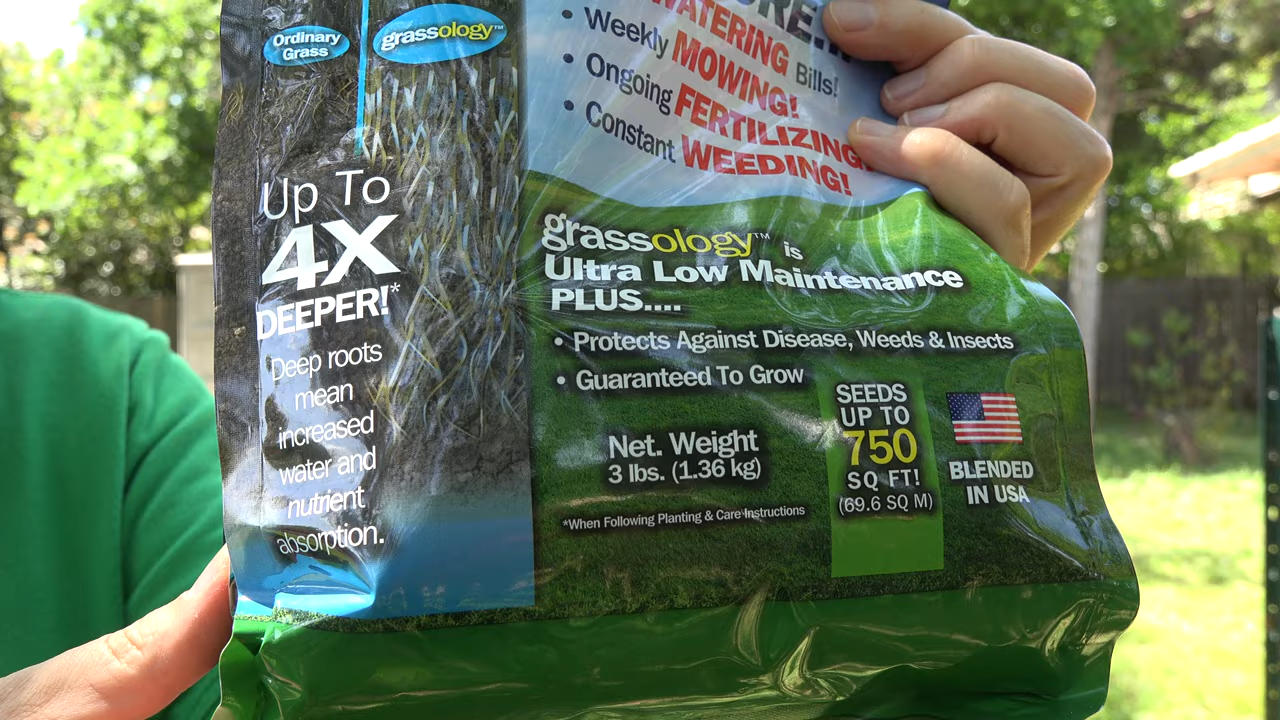 Ordinary
Grass
grassology™
Up To
4X
DEEPER!*
Deep roots
mean
increased
water and
nutrient
absorption.
WATERING Bills!
• Weekly MOWING!
• Ongoing FERTILIZING!
• Constant WEEDING!
grassology™ is
Ultra Low Maintenance
PLUS....
• Protects Against Disease, Weeds & Insects
• Guaranteed To Grow
Net. Weight
3 lbs. (1.36 kg)
*When Following Planting & Care Instructions
SEEDS
UP TO
750
SQ FT!
(69.6 SQ M)
BLENDED
IN USA